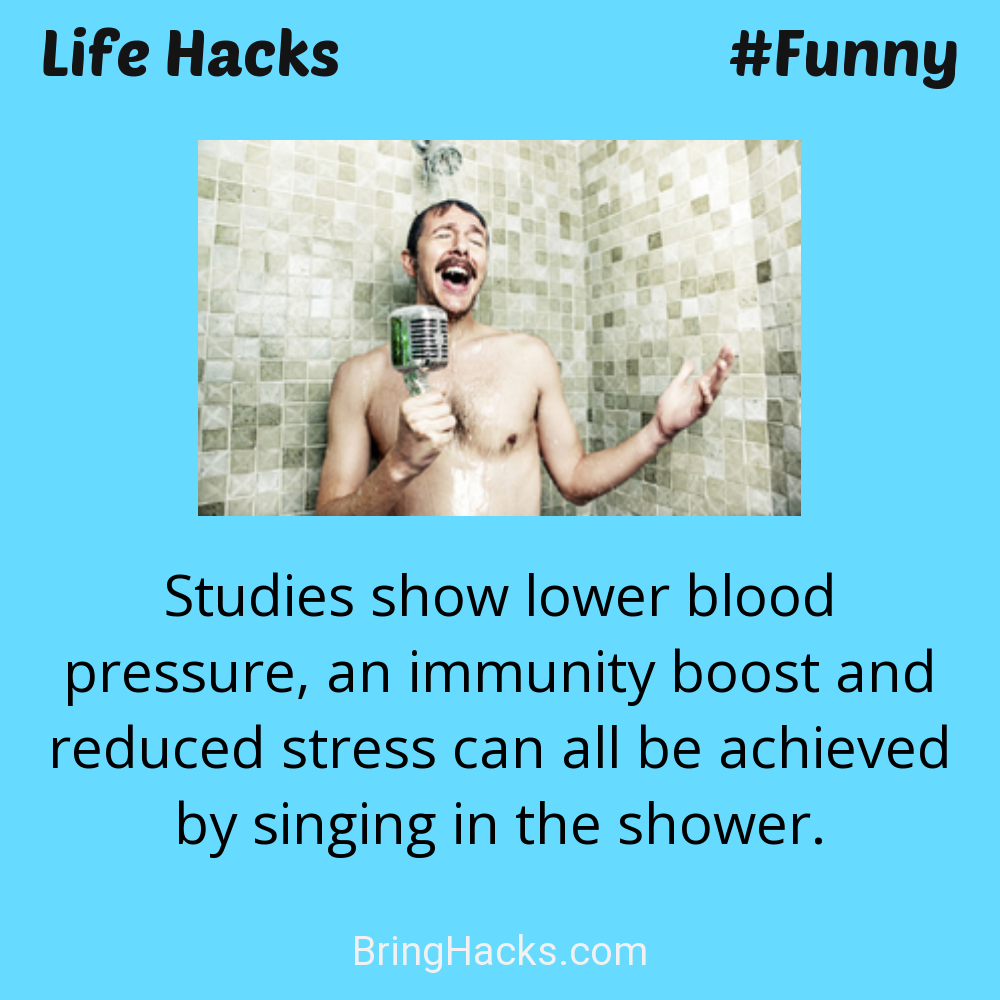 Life Hacks
#Funny
Studies show lower blood
pressure, an immunity boost and
reduced stress can all be achieved
by singing in the shower.
BringHacks.com